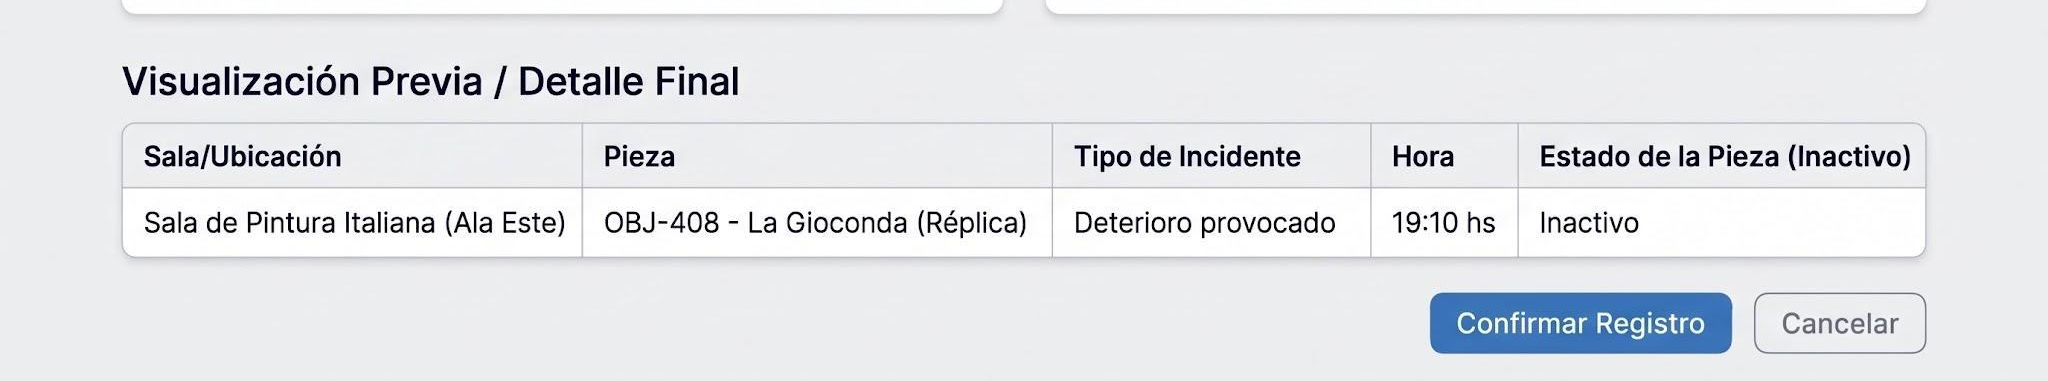 Visualización Previa / Detalle Final
Sala/Ubicación Pieza Tipo de Incidente Hora Estado de la Pieza (Inactivo)
Sala de Pintura Italiana (Ala Este) OBJ-408 - La Gioconda (Réplica) Deterioro provocado 19:10 hs Inactivo
Confirmar Registro Cancelar